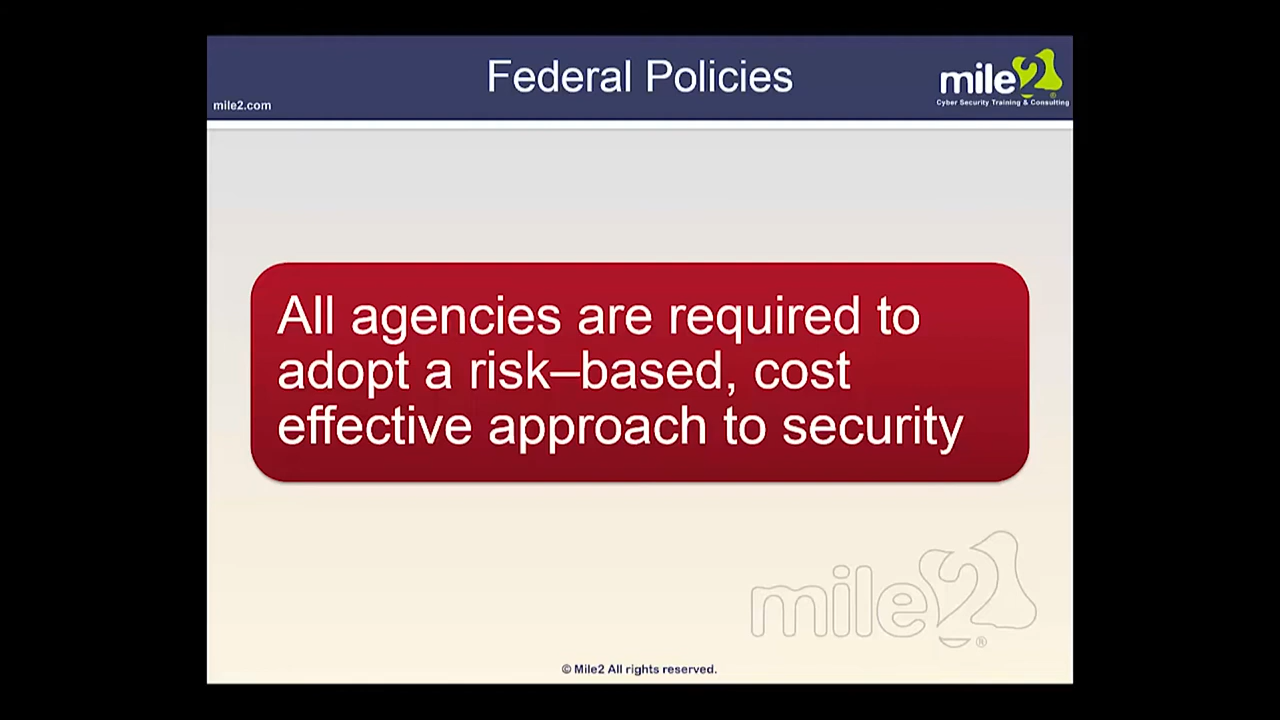 Federal Policies
mile2.com
mile2
®
Cyber Security Training & Consulting
All agencies are required to
adopt a risk–based, cost
effective approach to security
mile2
®
© Mile2 All rights reserved.